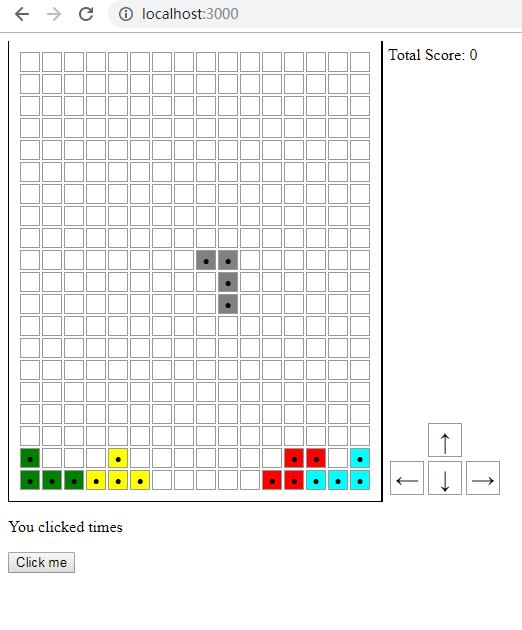 localhost:3000
Total Score: 0
↑
← ↓ →
You clicked times
Click me